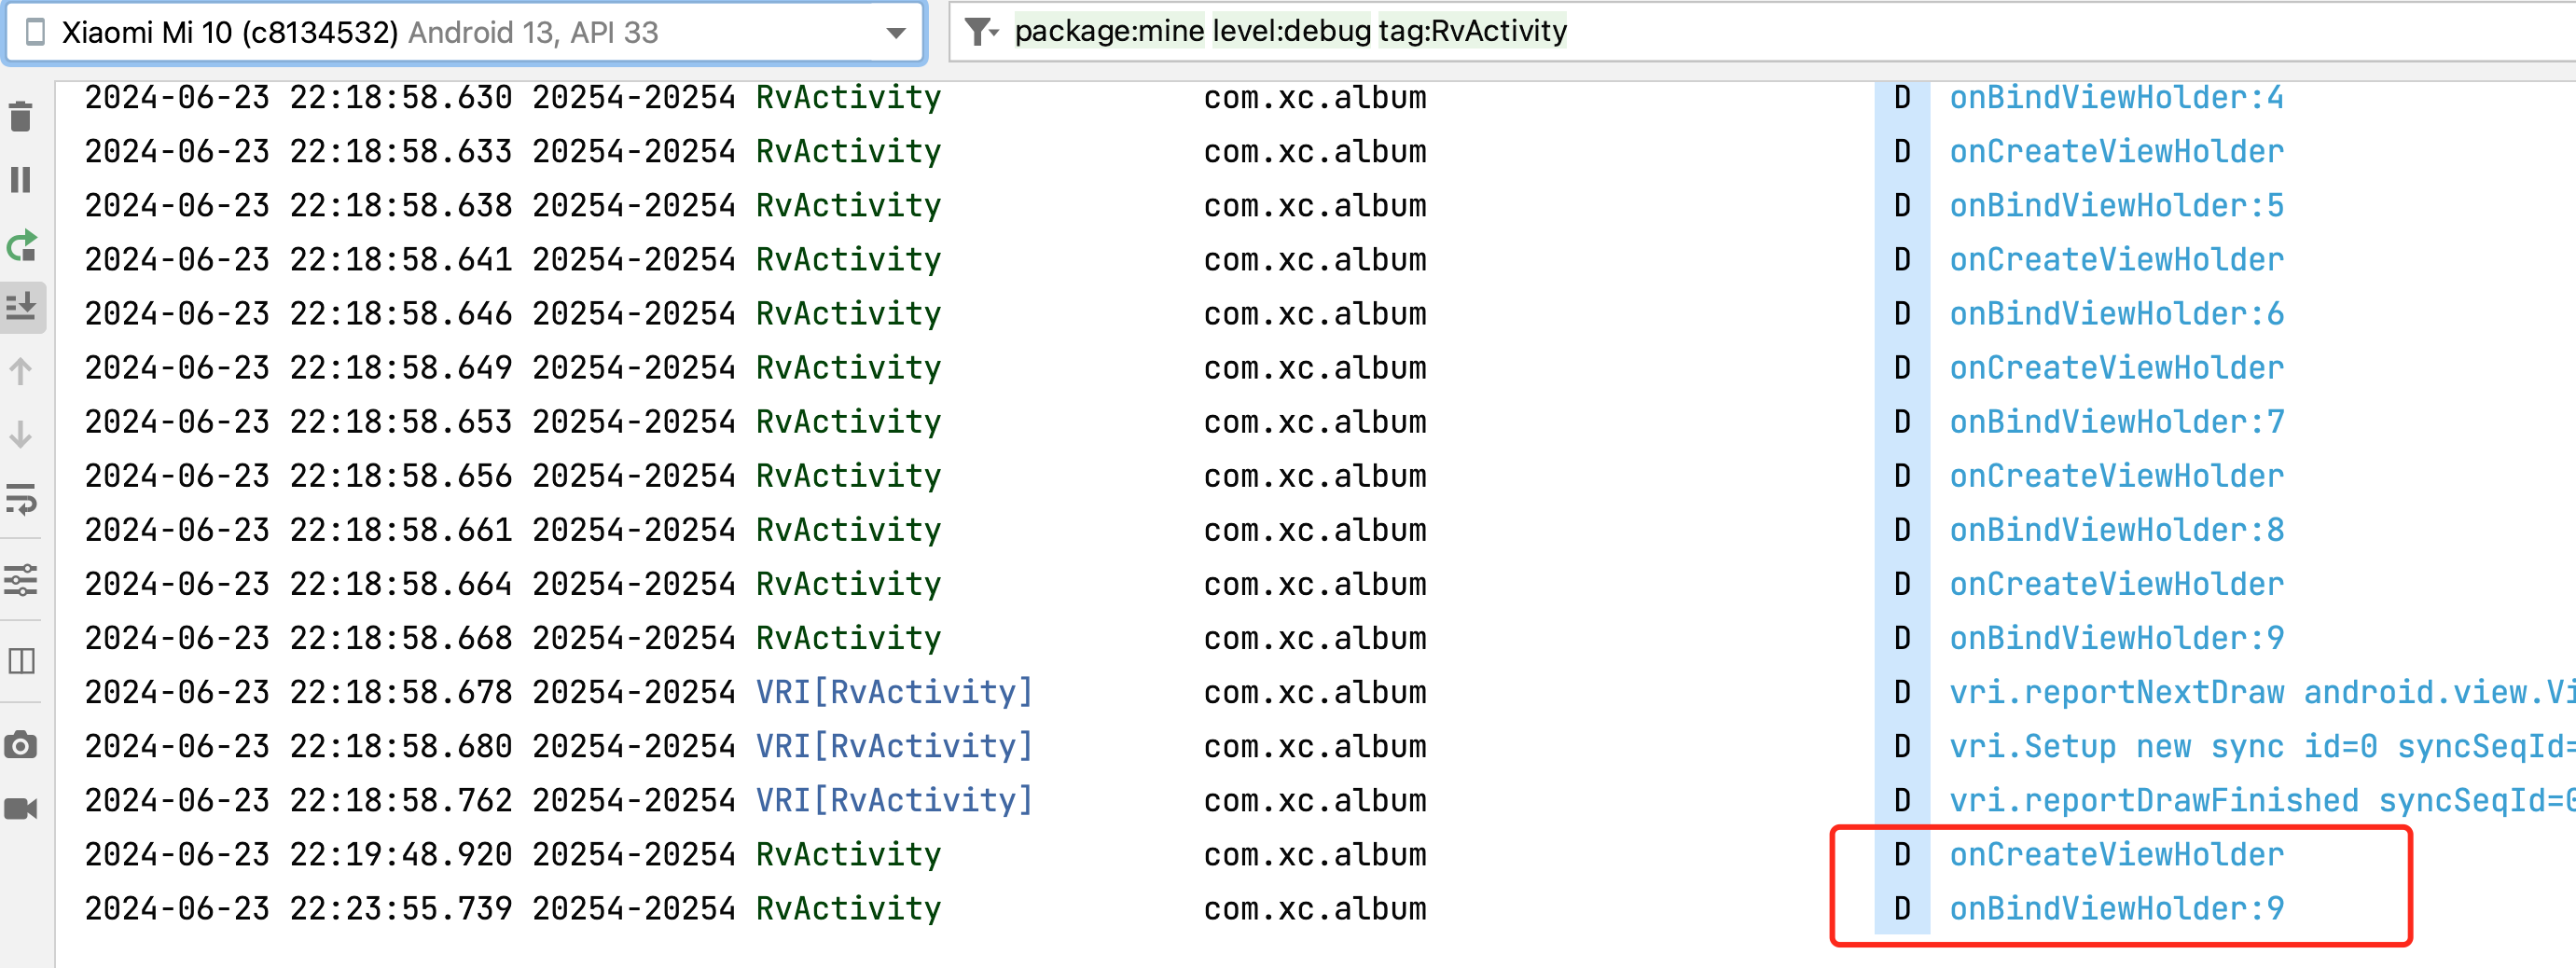 Xiaomi Mi 10 (c8134532) Android 13, API 33
package:mine level:debug tag:RvActivity
2024-06-23 22:18:58.630 20254-20254 RvActivity com.xc.album D onBindViewHolder:4
2024-06-23 22:18:58.633 20254-20254 RvActivity com.xc.album D onCreateViewHolder
2024-06-23 22:18:58.638 20254-20254 RvActivity com.xc.album D onBindViewHolder:5
2024-06-23 22:18:58.641 20254-20254 RvActivity com.xc.album D onCreateViewHolder
2024-06-23 22:18:58.646 20254-20254 RvActivity com.xc.album D onBindViewHolder:6
2024-06-23 22:18:58.649 20254-20254 RvActivity com.xc.album D onCreateViewHolder
2024-06-23 22:18:58.653 20254-20254 RvActivity com.xc.album D onBindViewHolder:7
2024-06-23 22:18:58.656 20254-20254 RvActivity com.xc.album D onCreateViewHolder
2024-06-23 22:18:58.661 20254-20254 RvActivity com.xc.album D onBindViewHolder:8
2024-06-23 22:18:58.664 20254-20254 RvActivity com.xc.album D onCreateViewHolder
2024-06-23 22:18:58.668 20254-20254 RvActivity com.xc.album D onBindViewHolder:9
2024-06-23 22:18:58.678 20254-20254 VRI[RvActivity] com.xc.album D vri.reportNextDraw android.view.Vi
2024-06-23 22:18:58.680 20254-20254 VRI[RvActivity] com.xc.album D vri.Setup new sync id=0 syncSeqId=
2024-06-23 22:18:58.762 20254-20254 VRI[RvActivity] com.xc.album D vri.reportDrawFinished syncSeqId=0
2024-06-23 22:19:48.920 20254-20254 RvActivity com.xc.album D onCreateViewHolder
2024-06-23 22:23:55.739 20254-20254 RvActivity com.xc.album D onBindViewHolder:9